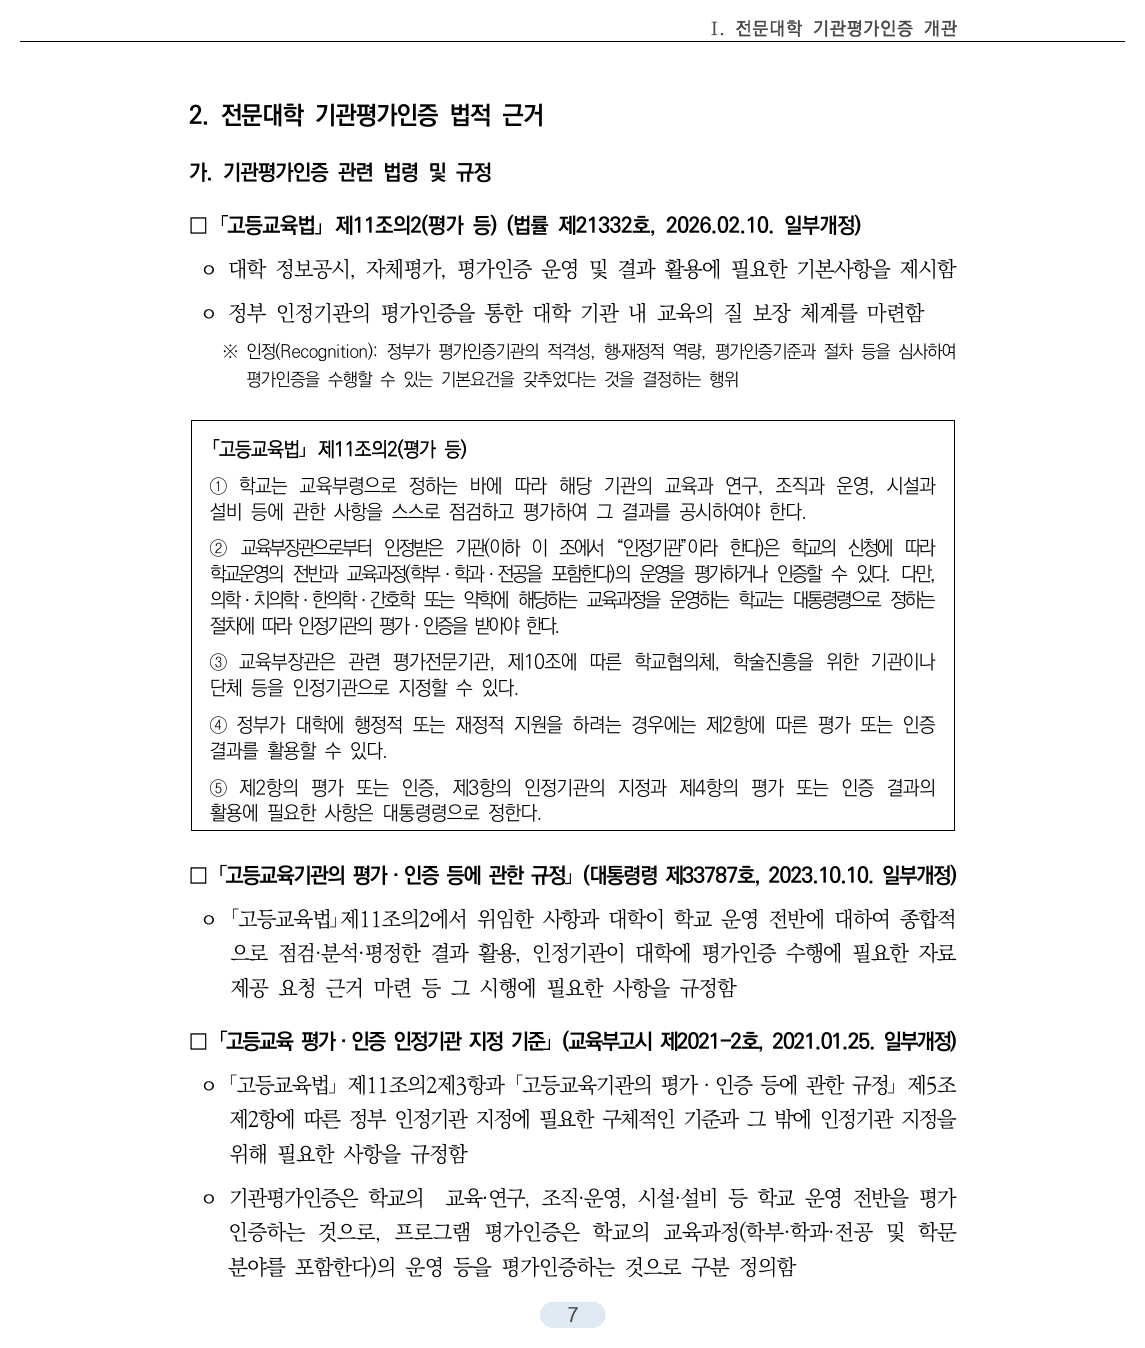 Ⅰ. 전문대학 기관평가인증 개관
2. 전문대학 기관평가인증 법적 근거
가. 기관평가인증 관련 법령 및 규정
□ 「고등교육법」 제11조의2(평가 등) (법률 제21332호, 2026.02.10. 일부개정)
ㅇ 대학 정보공시, 자체평가, 평가인증 운영 및 결과 활용에 필요한 기본사항을 제시함
ㅇ 정부 인정기관의 평가인증을 통한 대학 기관 내 교육의 질 보장 체계를 마련함
※ 인정(Recognition): 정부가 평가인증기관의 적격성, 행·재정적 역량, 평가인증기준과 절차 등을 심사하여
평가인증을 수행할 수 있는 기본요건을 갖추었다는 것을 결정하는 행위
「고등교육법」 제11조의2(평가 등)
① 학교는 교육부령으로 정하는 바에 따라 해당 기관의 교육과 연구, 조직과 운영, 시설과
설비 등에 관한 사항을 스스로 점검하고 평가하여 그 결과를 공시하여야 한다.
② 교육부장관으로부터 인정받은 기관(이하 이 조에서 “인정기관”이라 한다)은 학교의 신청에 따라
학교운영의 전반과 교육과정(학부·학과·전공을 포함한다)의 운영을 평가하거나 인증할 수 있다. 다만,
의학·치의학·한의학·간호학 또는 약학에 해당하는 교육과정을 운영하는 학교는 대통령령으로 정하는
절차에 따라 인정기관의 평가·인증을 받아야 한다.
③ 교육부장관은 관련 평가전문기관, 제10조에 따른 학교협의체, 학술진흥을 위한 기관이나
단체 등을 인정기관으로 지정할 수 있다.
④ 정부가 대학에 행정적 또는 재정적 지원을 하려는 경우에는 제2항에 따른 평가 또는 인증
결과를 활용할 수 있다.
⑤ 제2항의 평가 또는 인증, 제3항의 인정기관의 지정과 제4항의 평가 또는 인증 결과의
활용에 필요한 사항은 대통령령으로 정한다.
□ 「고등교육기관의 평가·인증 등에 관한 규정」 (대통령령 제33787호, 2023.10.10. 일부개정)
ㅇ 「고등교육법」제11조의2에서 위임한 사항과 대학이 학교 운영 전반에 대하여 종합적
으로 점검·분석·평정한 결과 활용, 인정기관이 대학에 평가인증 수행에 필요한 자료
제공 요청 근거 마련 등 그 시행에 필요한 사항을 규정함
□ 「고등교육 평가·인증 인정기관 지정 기준」 (교육부고시 제2021-2호, 2021.01.25. 일부개정)
ㅇ 「고등교육법」 제11조의2제3항과 「고등교육기관의 평가·인증 등에 관한 규정」 제5조
제2항에 따른 정부 인정기관 지정에 필요한 구체적인 기준과 그 밖에 인정기관 지정을
위해 필요한 사항을 규정함
ㅇ 기관평가인증은 학교의 교육·연구, 조직·운영, 시설·설비 등 학교 운영 전반을 평가
인증하는 것으로, 프로그램 평가인증은 학교의 교육과정(학부·학과·전공 및 학문
분야를 포함한다)의 운영 등을 평가인증하는 것으로 구분 정의함
7